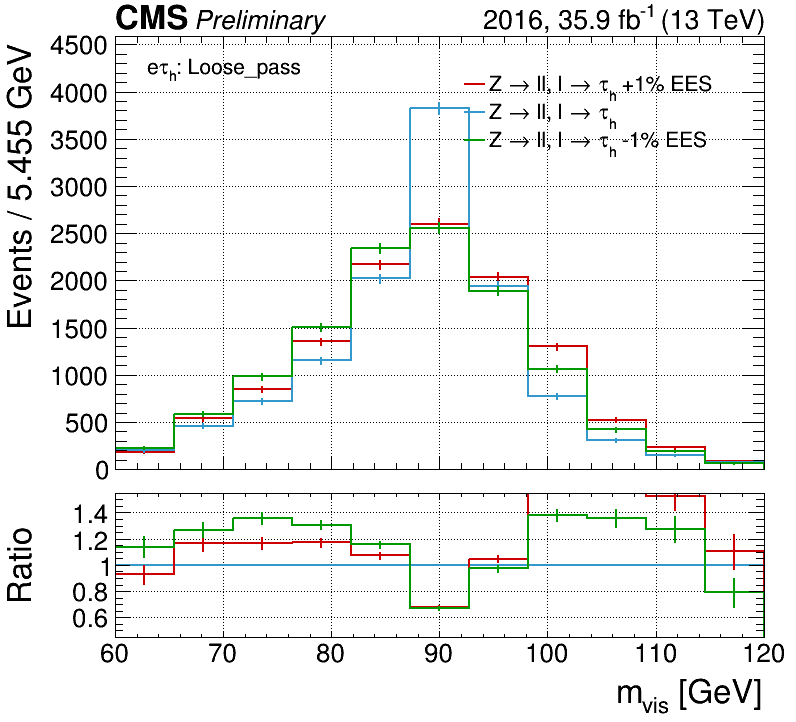 CMS Preliminary 2016, 35.9 fb⁻¹ (13 TeV)
eτh: Loose_pass
Z → ll, l → τh +1% EES
Z → ll, l → τh
Z → ll, l → τh -1% EES
Events / 5.455 GeV
4500
4000
3500
3000
2500
2000
1500
1000
500
0
Ratio
1.4
1.2
1
0.8
0.6
60 70 80 90 100 110 120
mvis [GeV]